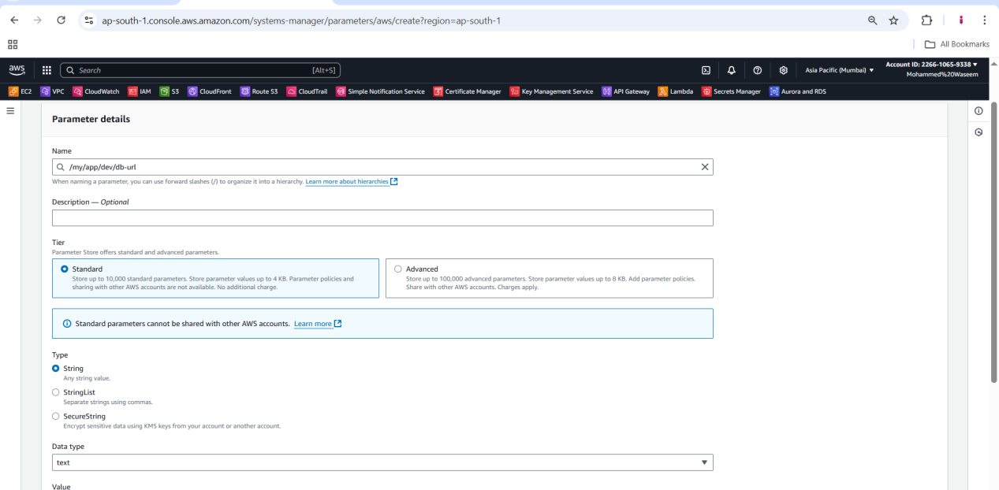 ap-south-1.console.aws.amazon.com/systems-manager/parameters/aws/create?region=ap-south-1
All Bookmarks
aws Search [Alt+S] Asia Pacific (Mumbai) Account ID: 2266-1065-9338
Mohammed%20Waseem
EC2 VPC CloudWatch IAM S3 CloudFront Route 53 CloudTrail Simple Notification Service Certificate Manager Key Management Service API Gateway Lambda Secrets Manager Aurora and RDS
Parameter details
Name
/my/app/dev/db-url
When naming a parameter, you can use forward slashes (/) to organize it into a hierarchy. Learn more about hierarchies
Description — Optional
Tier
Parameter Store offers standard and advanced parameters.
Standard
Store up to 10,000 standard parameters. Store parameter values up to 4 KB. Parameter policies and
sharing with other AWS accounts are not available. No additional charge.
Advanced
Store up to 100,000 advanced parameters. Store parameter values up to 8 KB. Add parameter policies.
Share with other AWS accounts. Charges apply.
Standard parameters cannot be shared with other AWS accounts. Learn more
Type
String
Any string value.
StringList
Separate strings using commas.
SecureString
Encrypt sensitive data using KMS keys from your account or another account.
Data type
text
Value